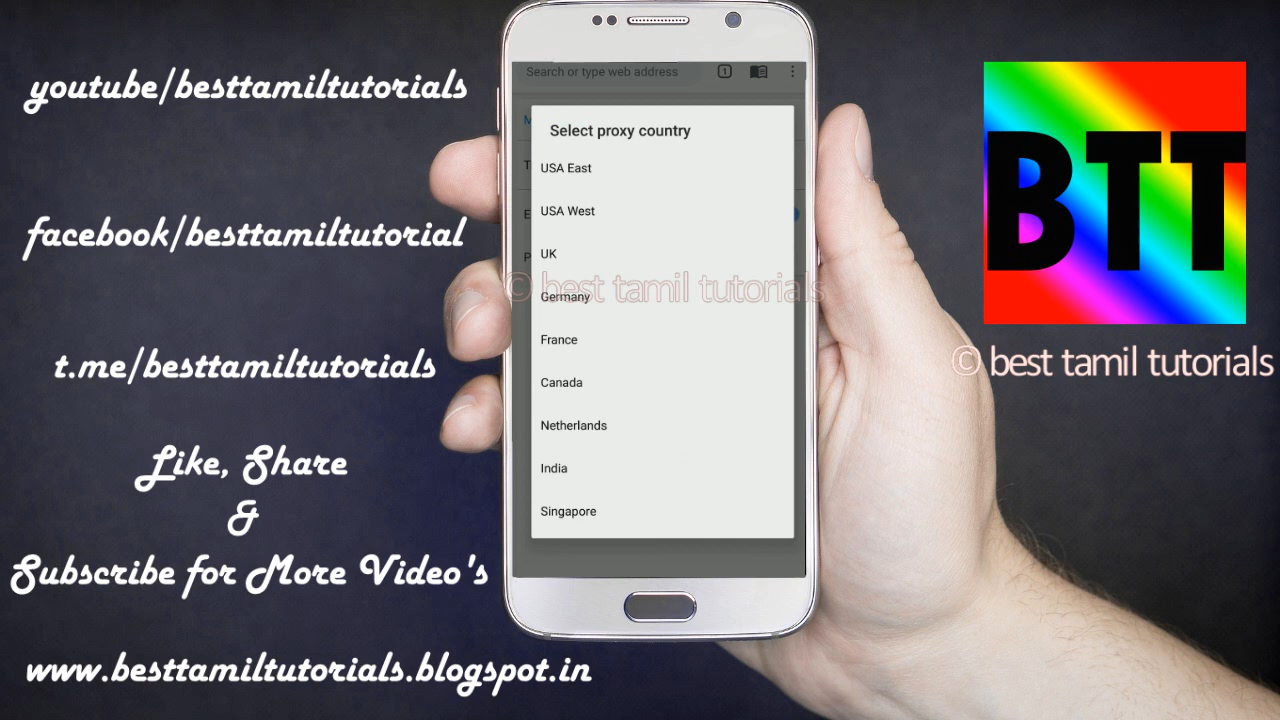 youtube/besttamiltutorials
facebook/besttamiltutorial
t.me/besttamiltutorials
Like, Share
&
Subscribe for More Video's
www.besttamiltutorials.blogspot.in
Search or type web address
1
Select proxy country
USA East
USA West
UK
Germany
France
Canada
Netherlands
India
Singapore
© best tamil tutorials
BTT
© best tamil tutorials